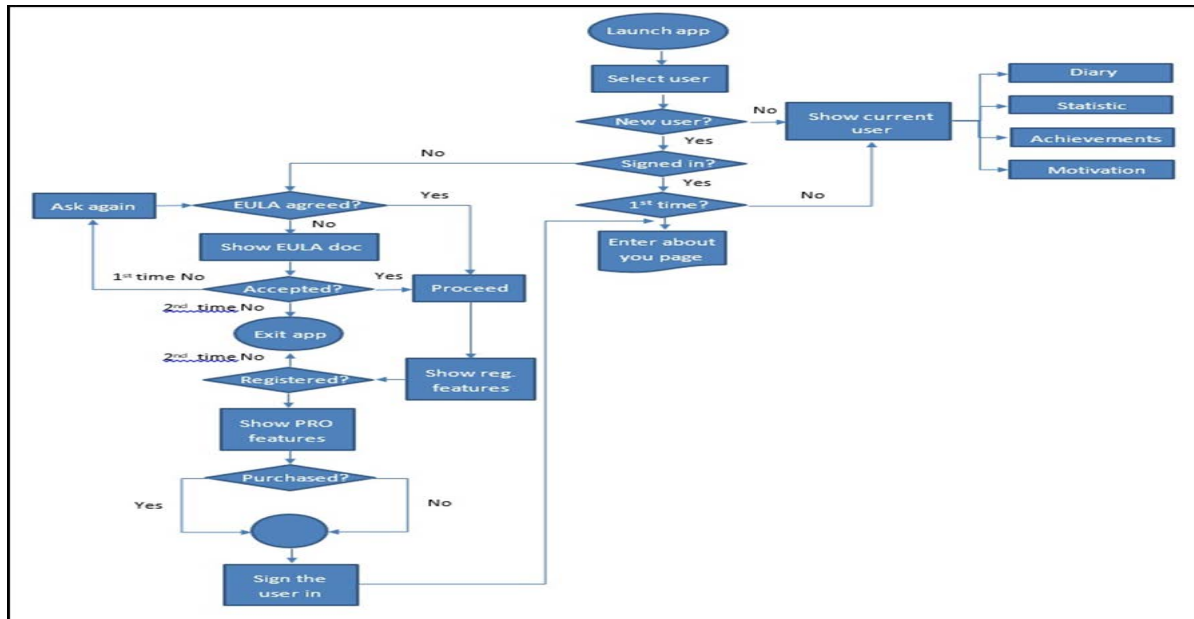 Launch app
Select user
New user?
No
Show current
user
Diary
Statistic
Achievements
Motivation
Yes
Signed in?
No
Yes
1st time?
No
Enter about
you page
Ask again
EULA agreed?
Yes
No
Show EULA doc
1st time No
Accepted?
Yes
Proceed
2nd time No
Exit app
2nd time No
Registered?
Show reg.
features
Show PRO
features
Purchased?
Yes
No
Sign the
user in